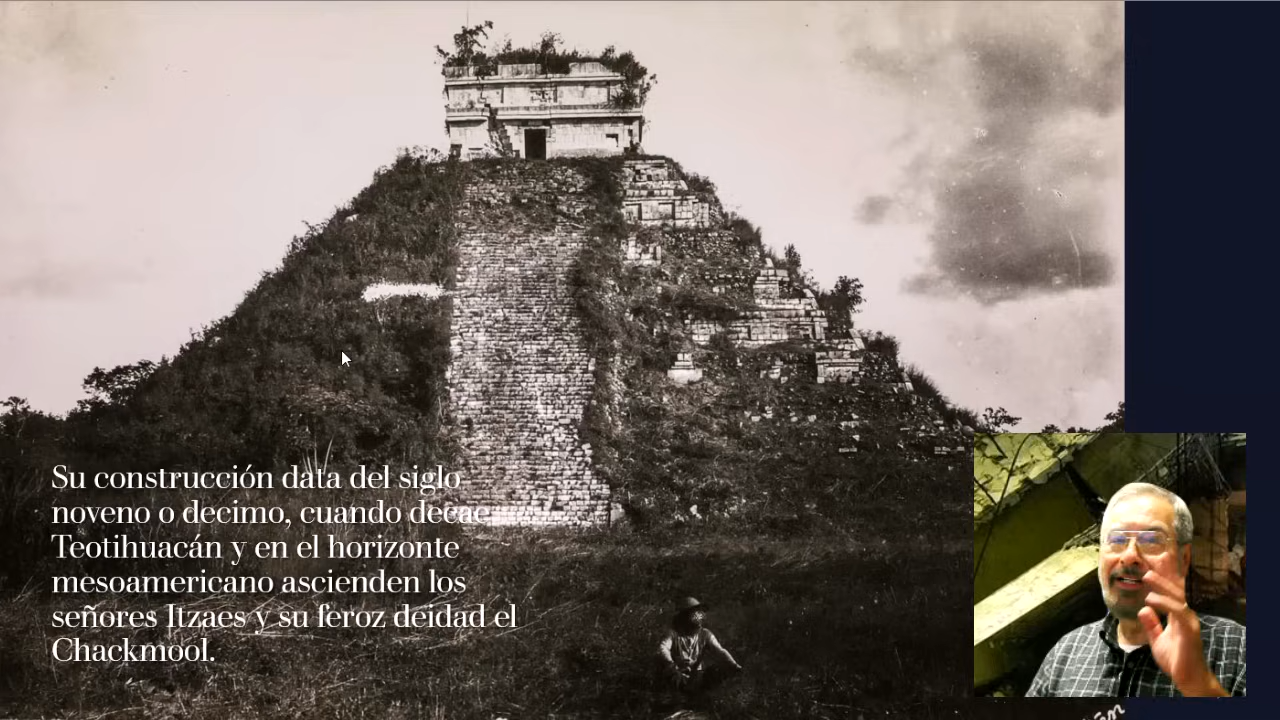 Su construcción data del siglo
noveno o decimo, cuando decae
Teotihuacán y en el horizonte
mesoamericano ascienden los
señores Itzaes y su feroz deidad el
Chackmool.